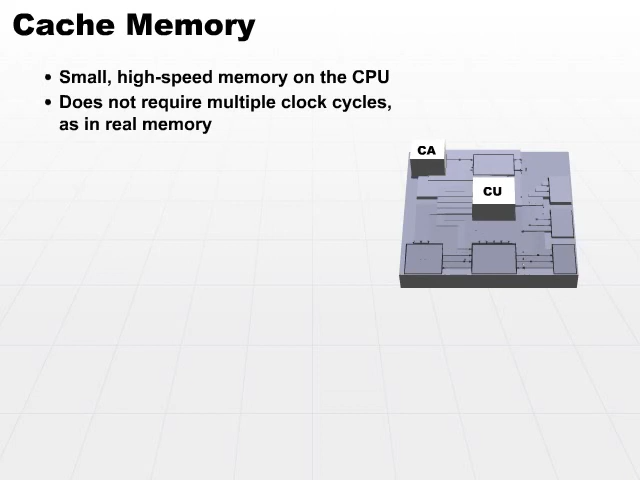 Cache Memory
• Small, high-speed memory on the CPU
• Does not require multiple clock cycles,
as in real memory
CA
CU